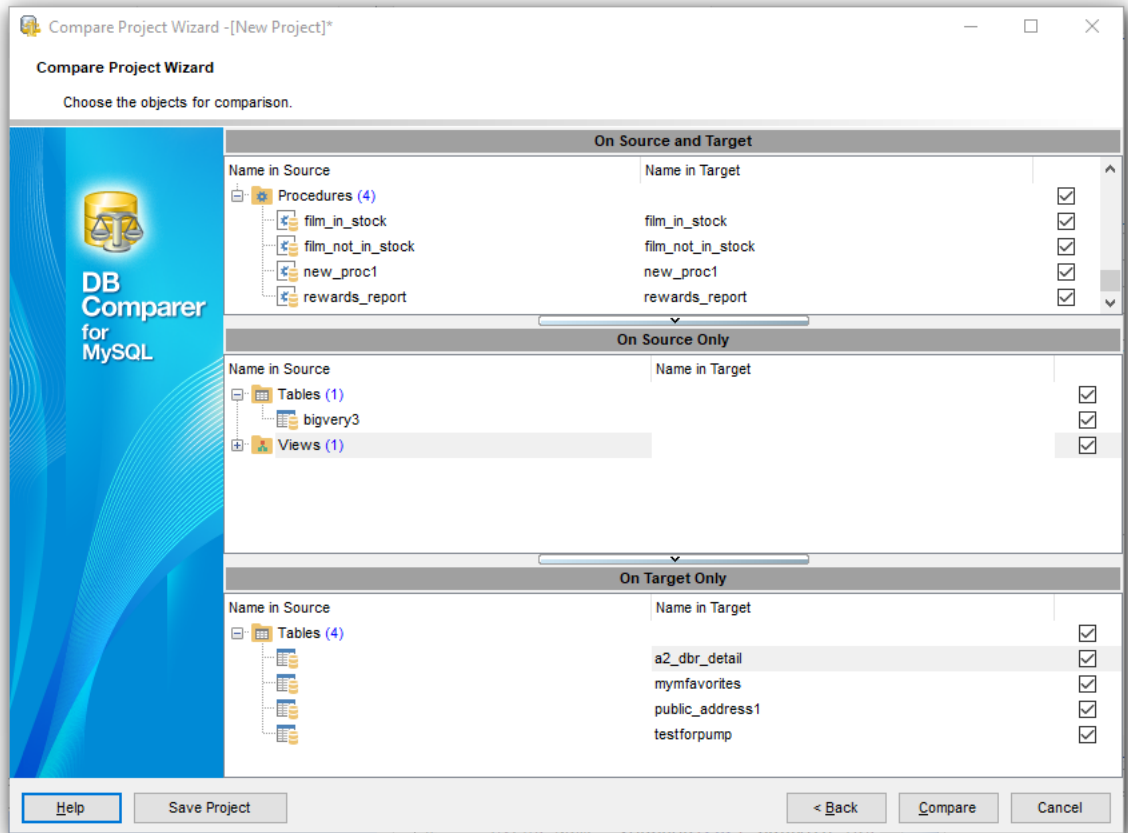 Compare Project Wizard -[New Project]*
Compare Project Wizard
Choose the objects for comparison.
DB
Comparer
for
MySQL
On Source and Target
Name in Source Name in Target
Procedures (4)
film_in_stock film_in_stock
film_not_in_stock film_not_in_stock
new_proc1 new_proc1
rewards_report rewards_report
On Source Only
Name in Source Name in Target
Tables (1)
bigvery3
Views (1)
On Target Only
Name in Source Name in Target
Tables (4)
a2_dbr_detail
mymfavorites
public_address1
testforpump
Help Save Project < Back Compare Cancel